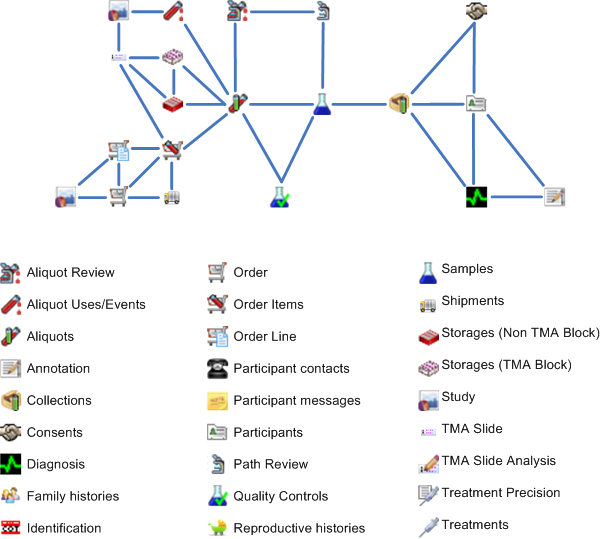 Aliquot Review
Aliquot Uses/Events
Aliquots
Annotation
Collections
Consents
Diagnosis
Family histories
Identification
Order
Order Items
Order Line
Participant contacts
Participant messages
Participants
Path Review
Quality Controls
Reproductive histories
Samples
Shipments
Storages (Non TMA Block)
Storages (TMA Block)
Study
TMA Slide
TMA Slide Analysis
Treatment Precision
Treatments